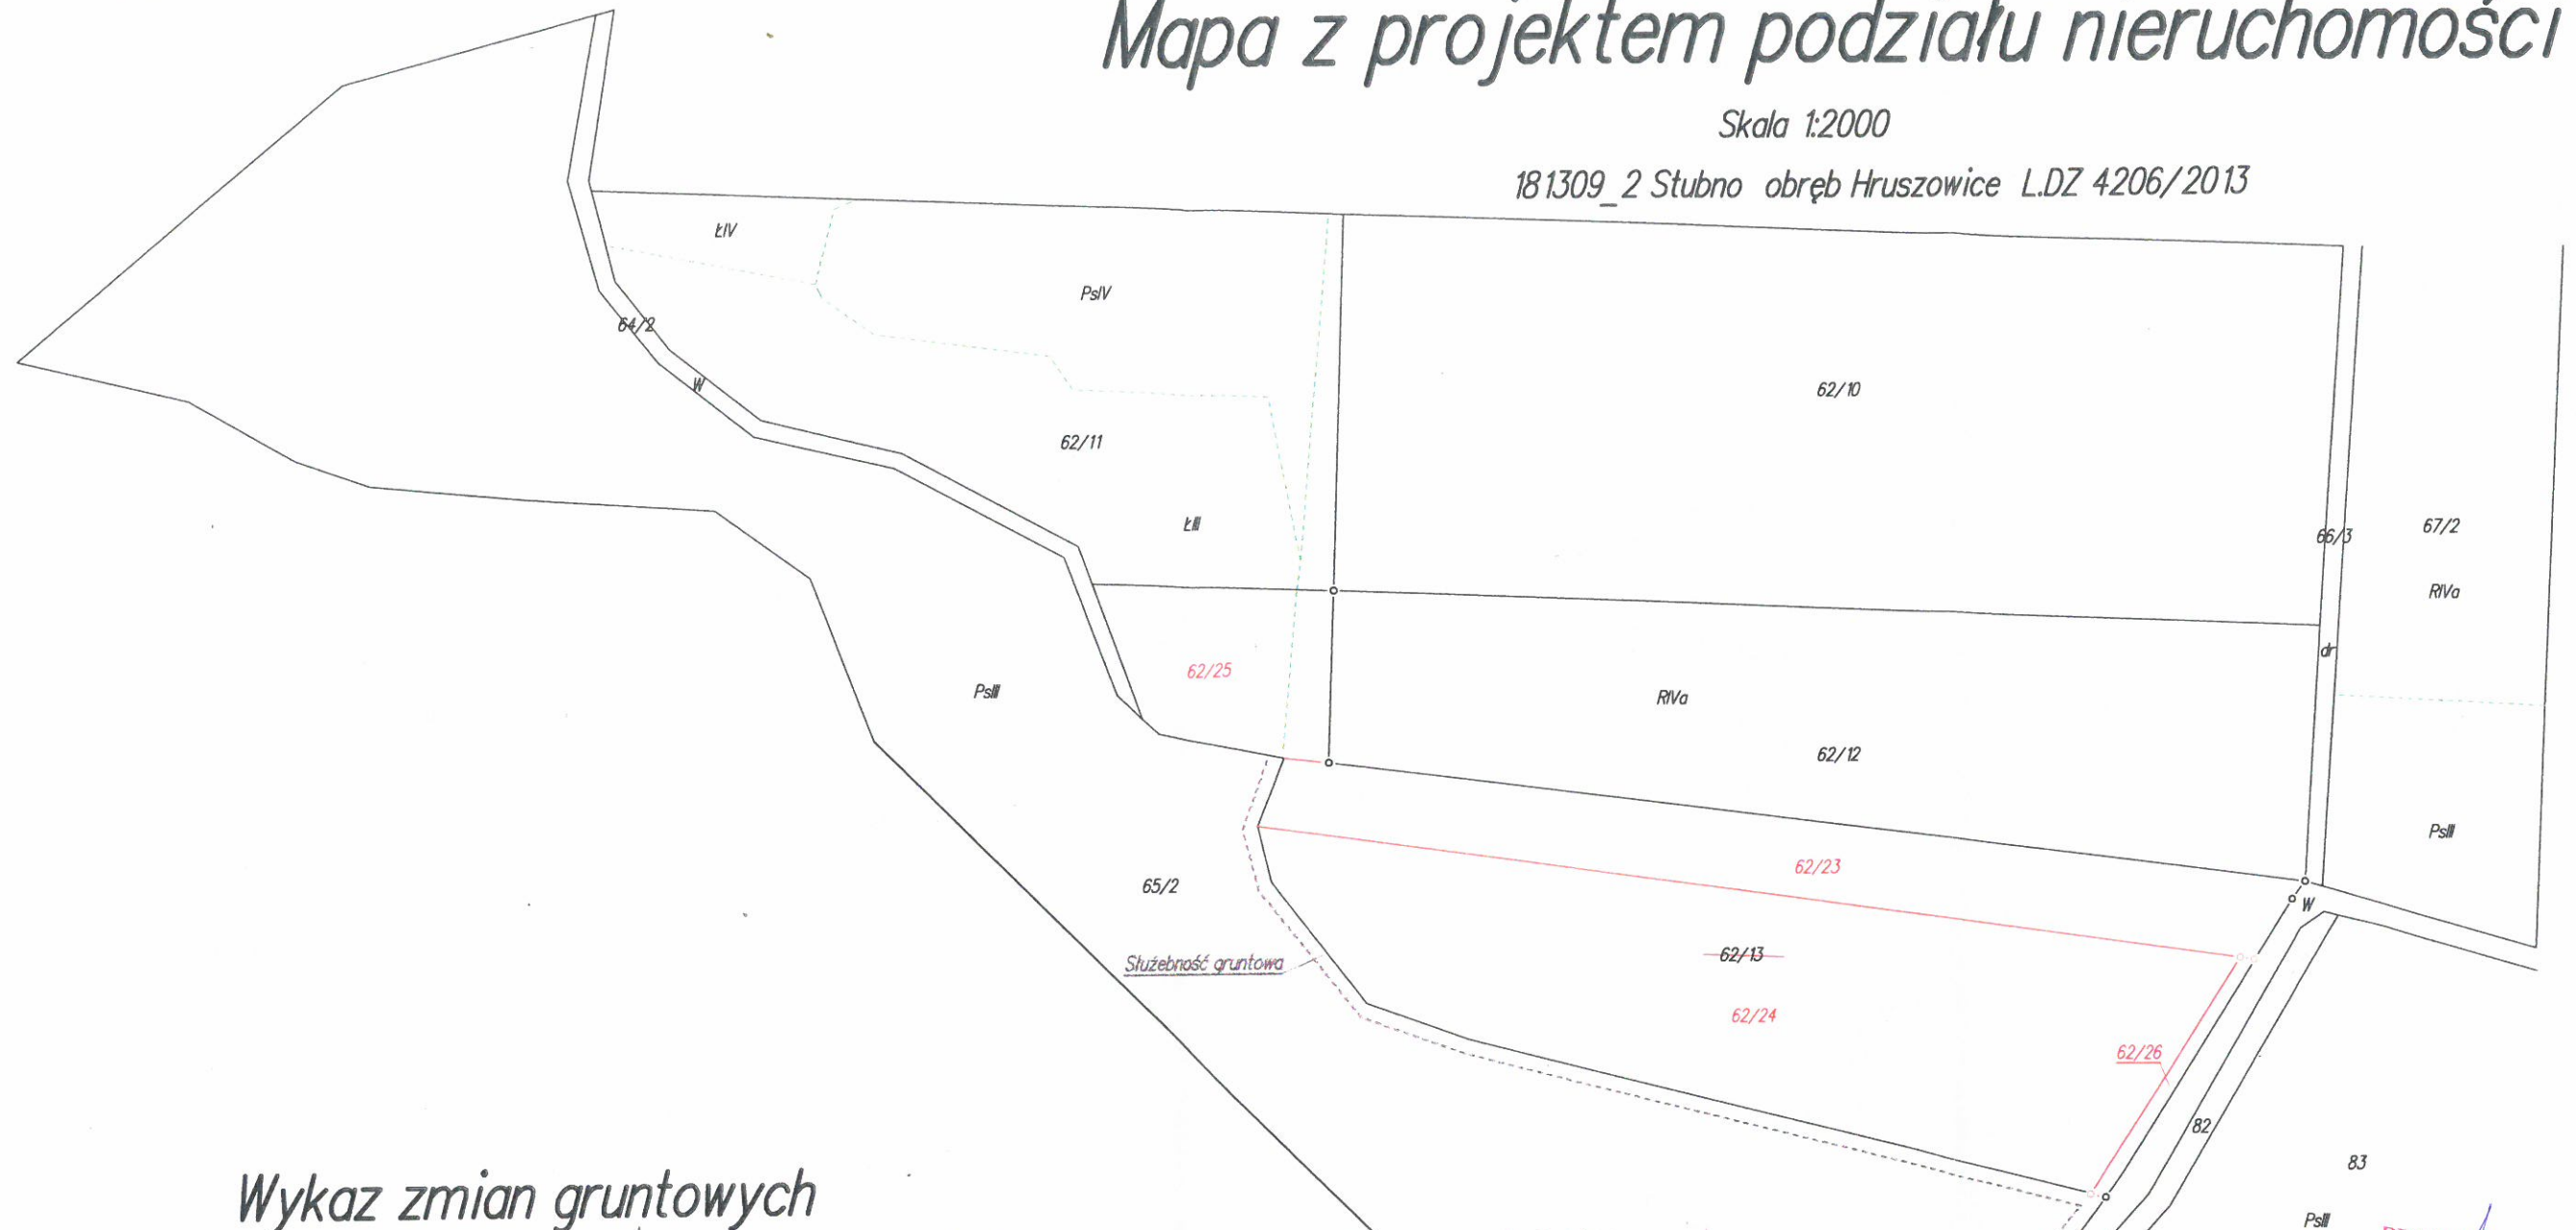 Mapa z projektem podziału nieruchomości
Skala 1:2000
181309_2 Stubno obręb Hruszowice L.DZ 4206/2013
ŁIV
PsIV
64/2
W
62/10
62/11
ŁIII
66/3
67/2
RIVa
dr
62/25
PsIII
RIVa
62/12
PsIII
62/23
65/2
W
62/13
Służebność gruntowa
62/24
62/26
82
83
Wykaz zmian gruntowych
PsIII